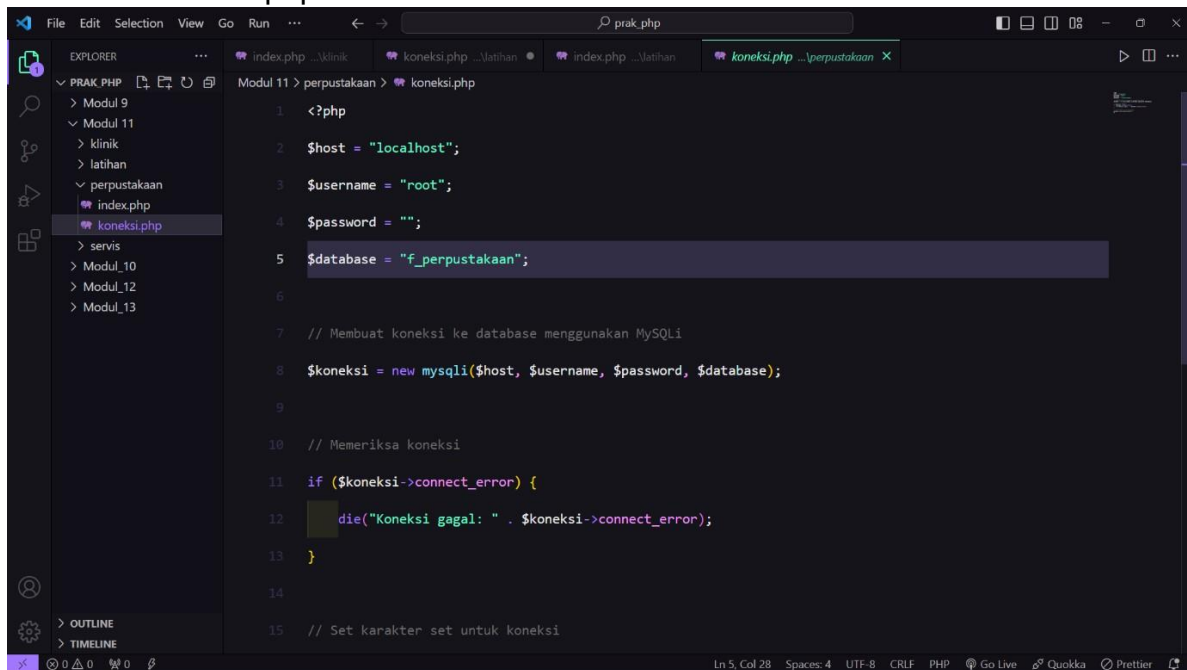 File Edit Selection View Go Run ... prak_php
EXPLORER ...
index.php ...\klinik koneksi.php ...\latihan index.php ...\latihan koneksi.php ...\perpustakaan
PRAK_PHP
Modul 11 > perpustakaan > koneksi.php
> Modul 9
Modul 11
> klinik
> latihan
perpustakaan
index.php
koneksi.php
> servis
> Modul_10
> Modul_12
> Modul_13
1 <?php
2 $host = "localhost";
3 $username = "root";
4 $password = "";
5 $database = "f_perpustakaan";
6
7 // Membuat koneksi ke database menggunakan MySQLi
8 $koneksi = new mysqli($host, $username, $password, $database);
9
10 // Memeriksa koneksi
11 if ($koneksi->connect_error) {
12 die("Koneksi gagal: " . $koneksi->connect_error);
13 }
14
15 // Set karakter set untuk koneksi
> OUTLINE
> TIMELINE
0 0 0 Ln 5, Col 28 Spaces: 4 UTF-8 CRLF PHP Go Live Quokka Prettier